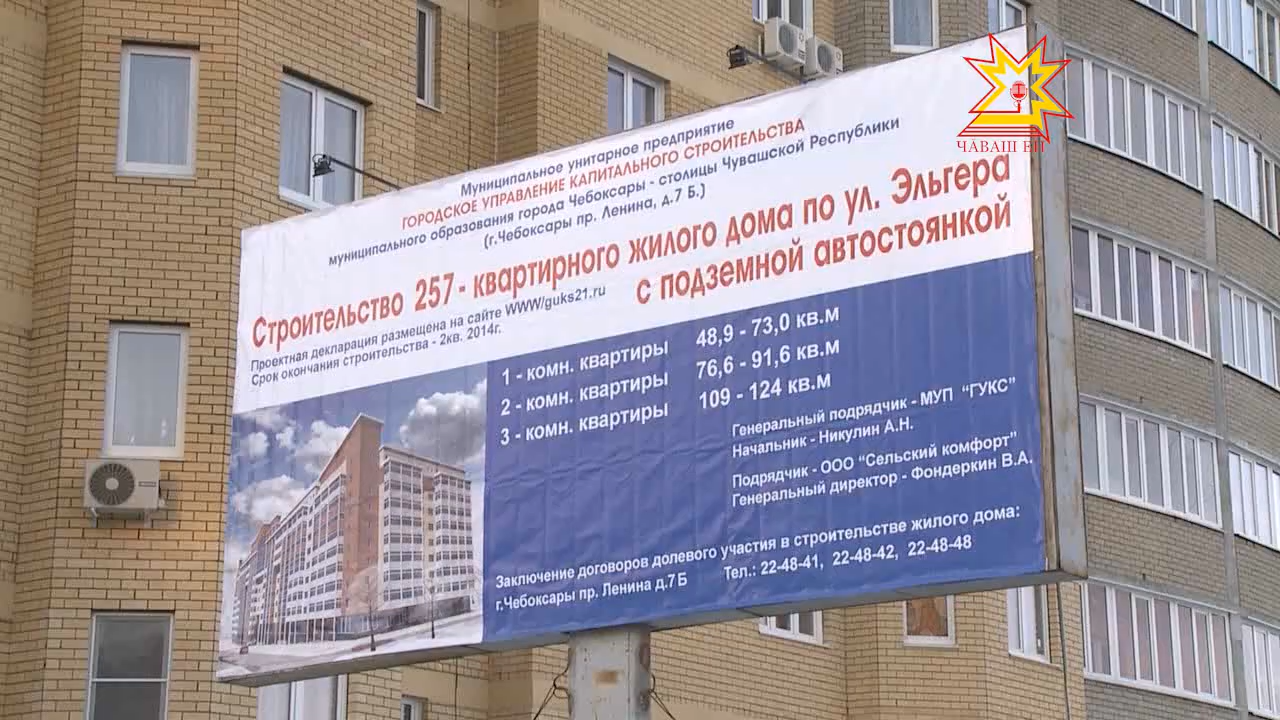 ЧӐВАШ ЕН
Муниципальное унитарное предприятие
ГОРОДСКОЕ УПРАВЛЕНИЕ КАПИТАЛЬНОГО СТРОИТЕЛЬСТВА
муниципального образования города Чебоксары - столицы Чувашской Республики
(г.Чебоксары пр. Ленина, д.7 Б.)
Строительство 257 - квартирного жилого дома по ул. Эльгера
с подземной автостоянкой
Проектная декларация размещена на сайте WWW/guks21.ru
Срок окончания строительства - 2кв. 2014г.
1 - комн. квартиры 48,9 - 73,0 кв.м
2 - комн. квартиры 76,6 - 91,6 кв.м
3 - комн. квартиры 109 - 124 кв.м
Генеральный подрядчик - МУП "ГУКС"
Начальник - Никулин А.Н.
Подрядчик - ООО "Сельский комфорт"
Генеральный директор - Фондеркин В.А.
Заключение договоров долевого участия в строительстве жилого дома:
г.Чебоксары пр. Ленина д.7 Б Тел.: 22-48-41, 22-48-42, 22-48-48